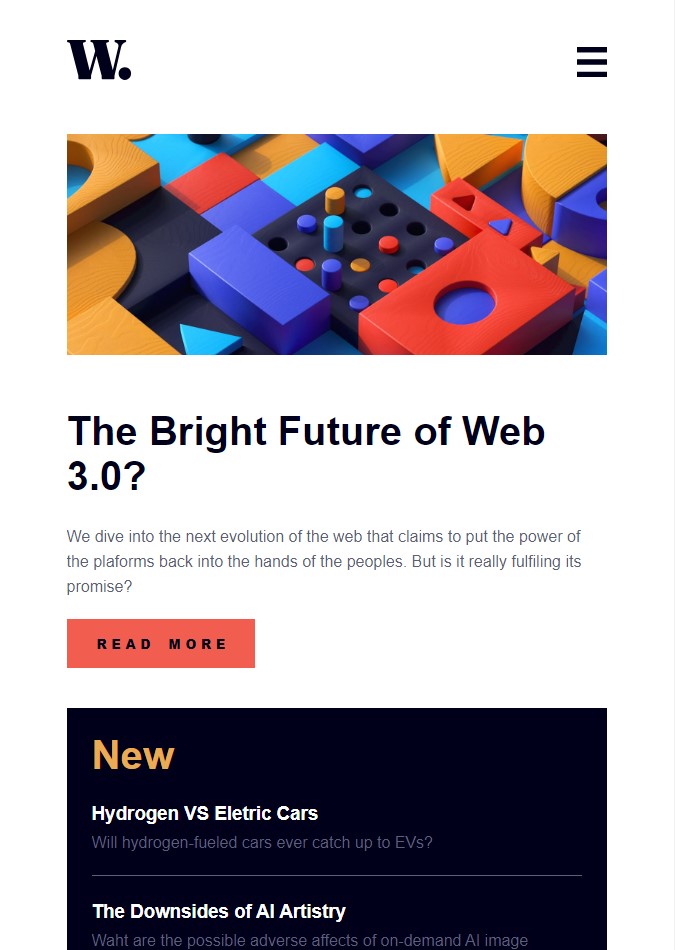 W.
The Bright Future of Web
3.0?
We dive into the next evolution of the web that claims to put the power of
the plaforms back into the hands of the peoples. But is it really fulfiling its
promise?
READ MORE
New
Hydrogen VS Eletric Cars
Will hydrogen-fueled cars ever catch up to EVs?
The Downsides of AI Artistry
Waht are the possible adverse affects of on-demand AI image